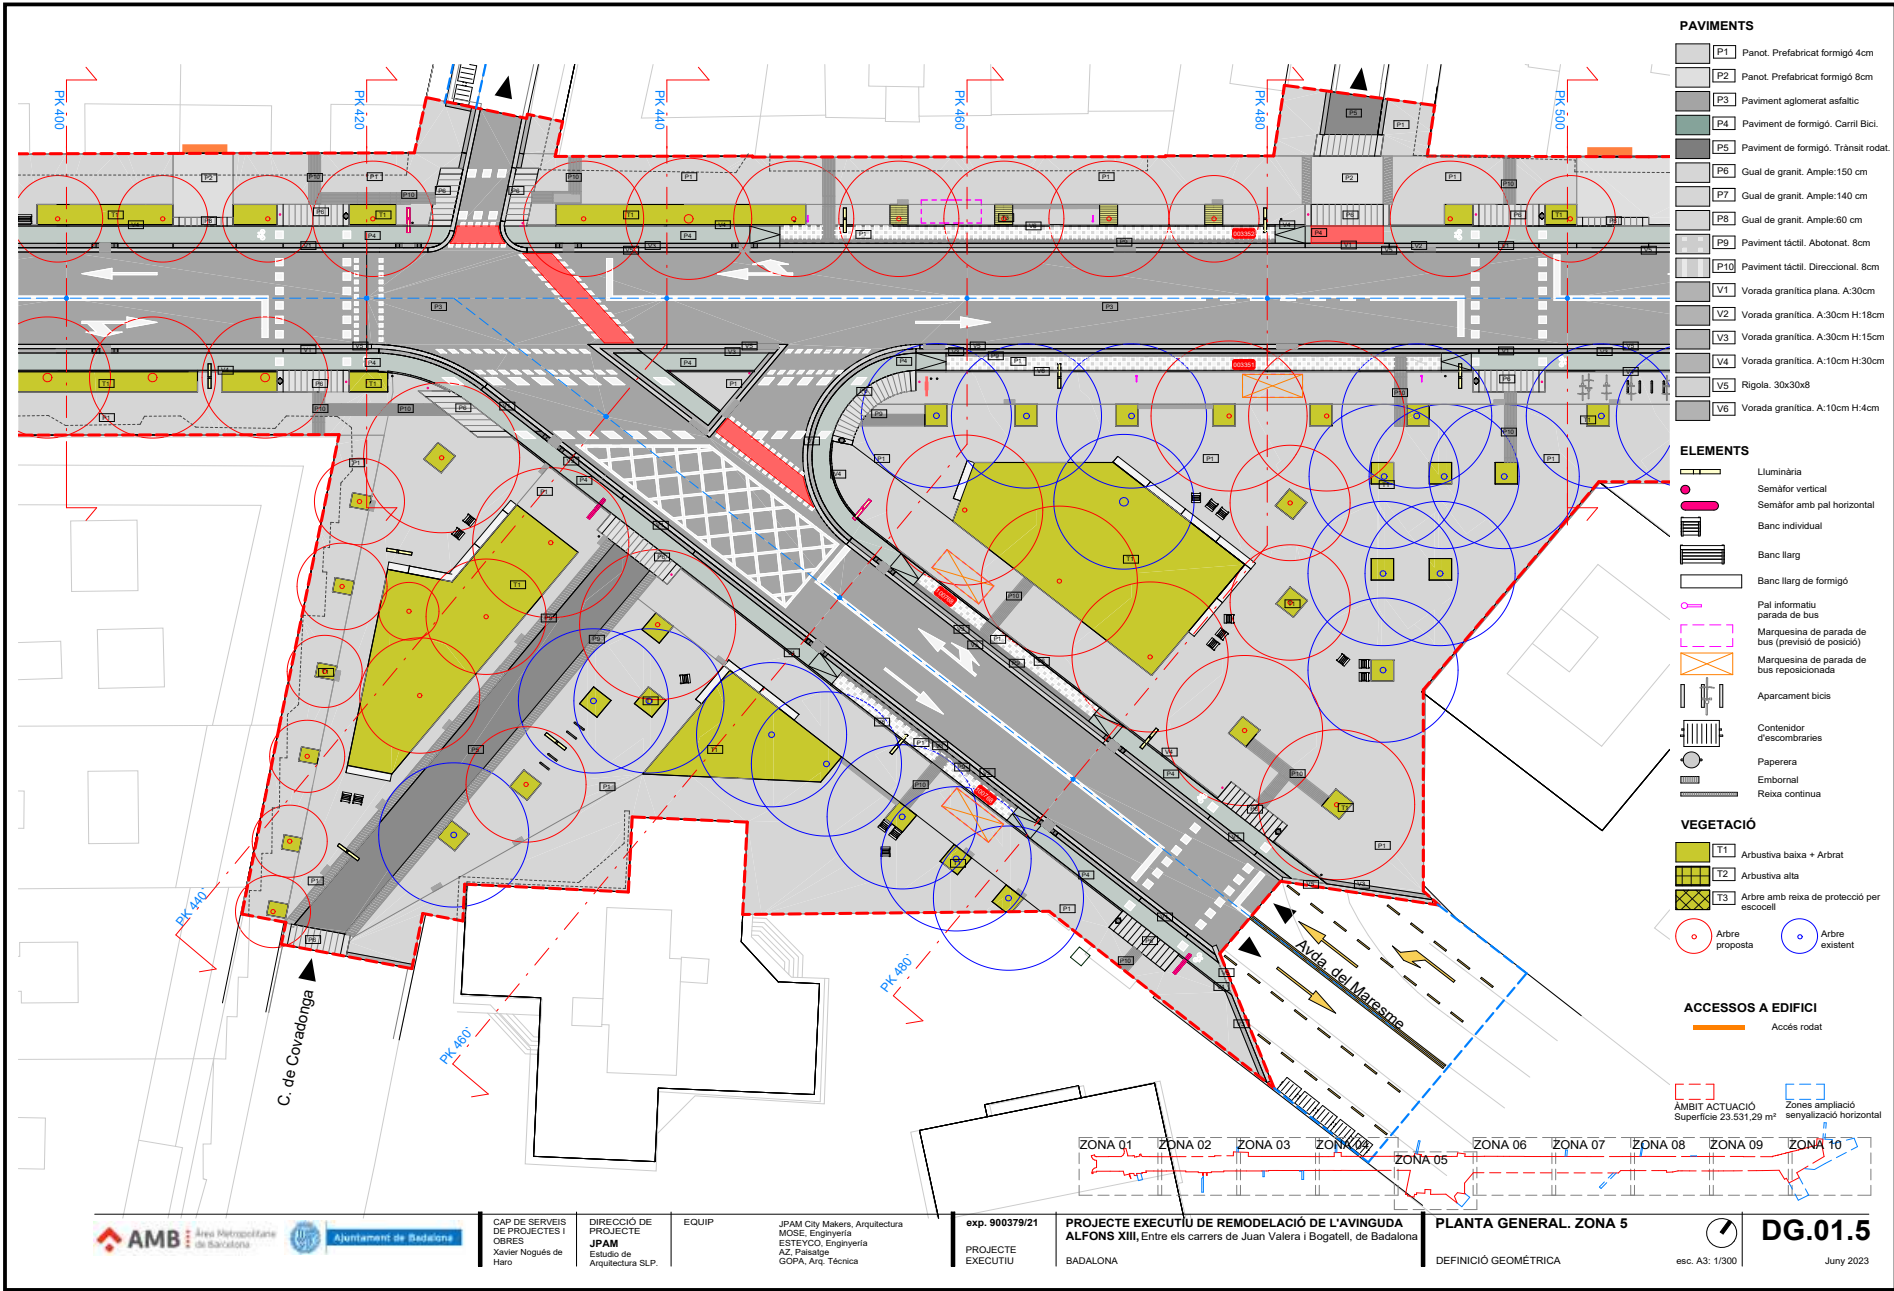 PAVIMENTS
P1 Panot. Prefabricat formigó 4cm
P2 Panot. Prefabricat formigó 8cm
P3 Paviment aglomerat asfaltic
P4 Paviment de formigó. Carril Bici.
P5 Paviment de formigó. Trànsit rodat.
P6 Gual de granit. Ample:150 cm
P7 Gual de granit. Ample:140 cm
P8 Gual de granit. Ample:60 cm
P9 Paviment tàctil. Abotonat. 8cm
P10 Paviment tàctil. Direccional. 8cm
V1 Vorada granítica plana. A:30cm
V2 Vorada granítica. A:30cm H:18cm
V3 Vorada granítica. A:30cm H:15cm
V4 Vorada granítica. A:10cm H:30cm
V5 Rigola. 30x30x8
V6 Vorada granítica. A:10cm H:4cm
ELEMENTS
Lluminària
Semàfor vertical
Semàfor amb pal horizontal
Banc individual
Banc llarg
Banc llarg de formigó
Pal informatiu
parada de bus
Marquesina de parada de
bus (previsió de posició)
Marquesina de parada de
bus reposicionada
Aparcament bicis
Contenidor
d'escombraries
Paperera
Embornal
Reixa continua
VEGETACIÓ
T1 Arbustiva baixa + Arbrat
T2 Arbustiva alta
T3 Arbre amb reixa de protecció per
escocell
Arbre
proposta
Arbre
existent
ACCESSOS A EDIFICI
Accés rodat
ÀMBIT ACTUACIÓ
Superfície 23.531,29 m²
Zones ampliació
senyalizació horizontal
PK 400
PK 420
PK 440
PK 460
PK 480
PK 500
003352
003351
100768
100768
PK 440'
PK 460'
PK 480'
C. de Covadonga
Avda. del Maresme
ZONA 01
ZONA 02
ZONA 03
ZONA 04
ZONA 05
ZONA 06
ZONA 07
ZONA 08
ZONA 09
ZONA 10
AMB Àrea Metropolitana
de Barcelona
Ajuntament de Badalona
CAP DE SERVEIS
DE PROJECTES I
OBRES
Xavier Nogués de
Haro
DIRECCIÓ DE
PROJECTE
JPAM
Estudio de
Arquitectura SLP.
EQUIP
JPAM City Makers, Arquitectura
MOSE, Enginyeria
ESTEYCO, Enginyeria
AZ, Paisatge
GOPA, Arq. Tècnica
exp. 900379/21
PROJECTE
EXECUTIU
PROJECTE EXECUTIU DE REMODELACIÓ DE L'AVINGUDA
ALFONS XIII, Entre els carrers de Juan Valera i Bogatell, de Badalona
BADALONA
PLANTA GENERAL. ZONA 5
DEFINICIÓ GEOMÈTRICA
esc. A3: 1/300
DG.01.5
Juny 2023